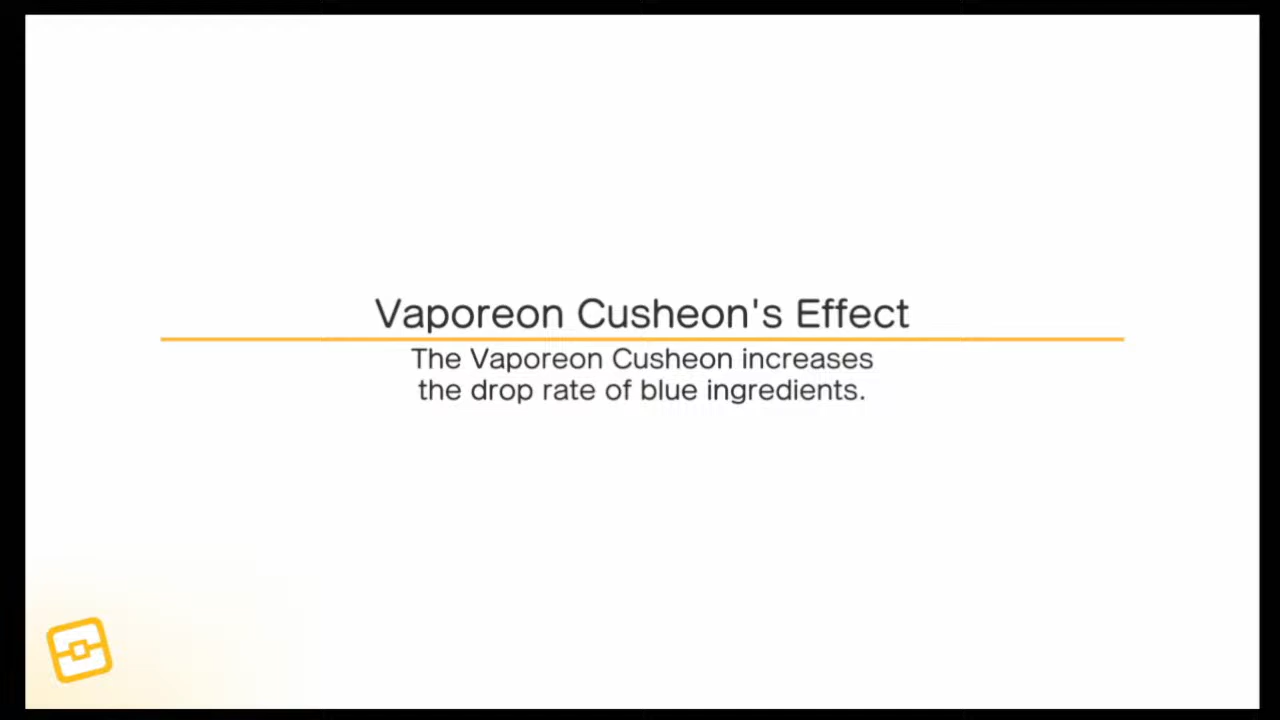 Vaporeon Cusheon's Effect
The Vaporeon Cusheon increases
the drop rate of blue ingredients.